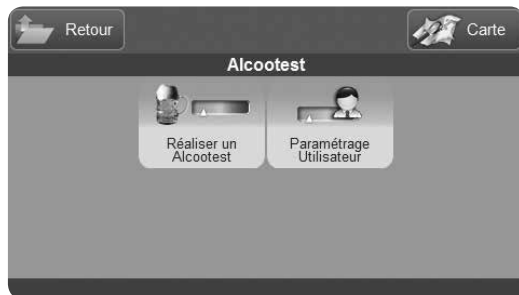 Retour
Carte
Alcootest
Réaliser un
Alcootest
Paramétrage
Utilisateur